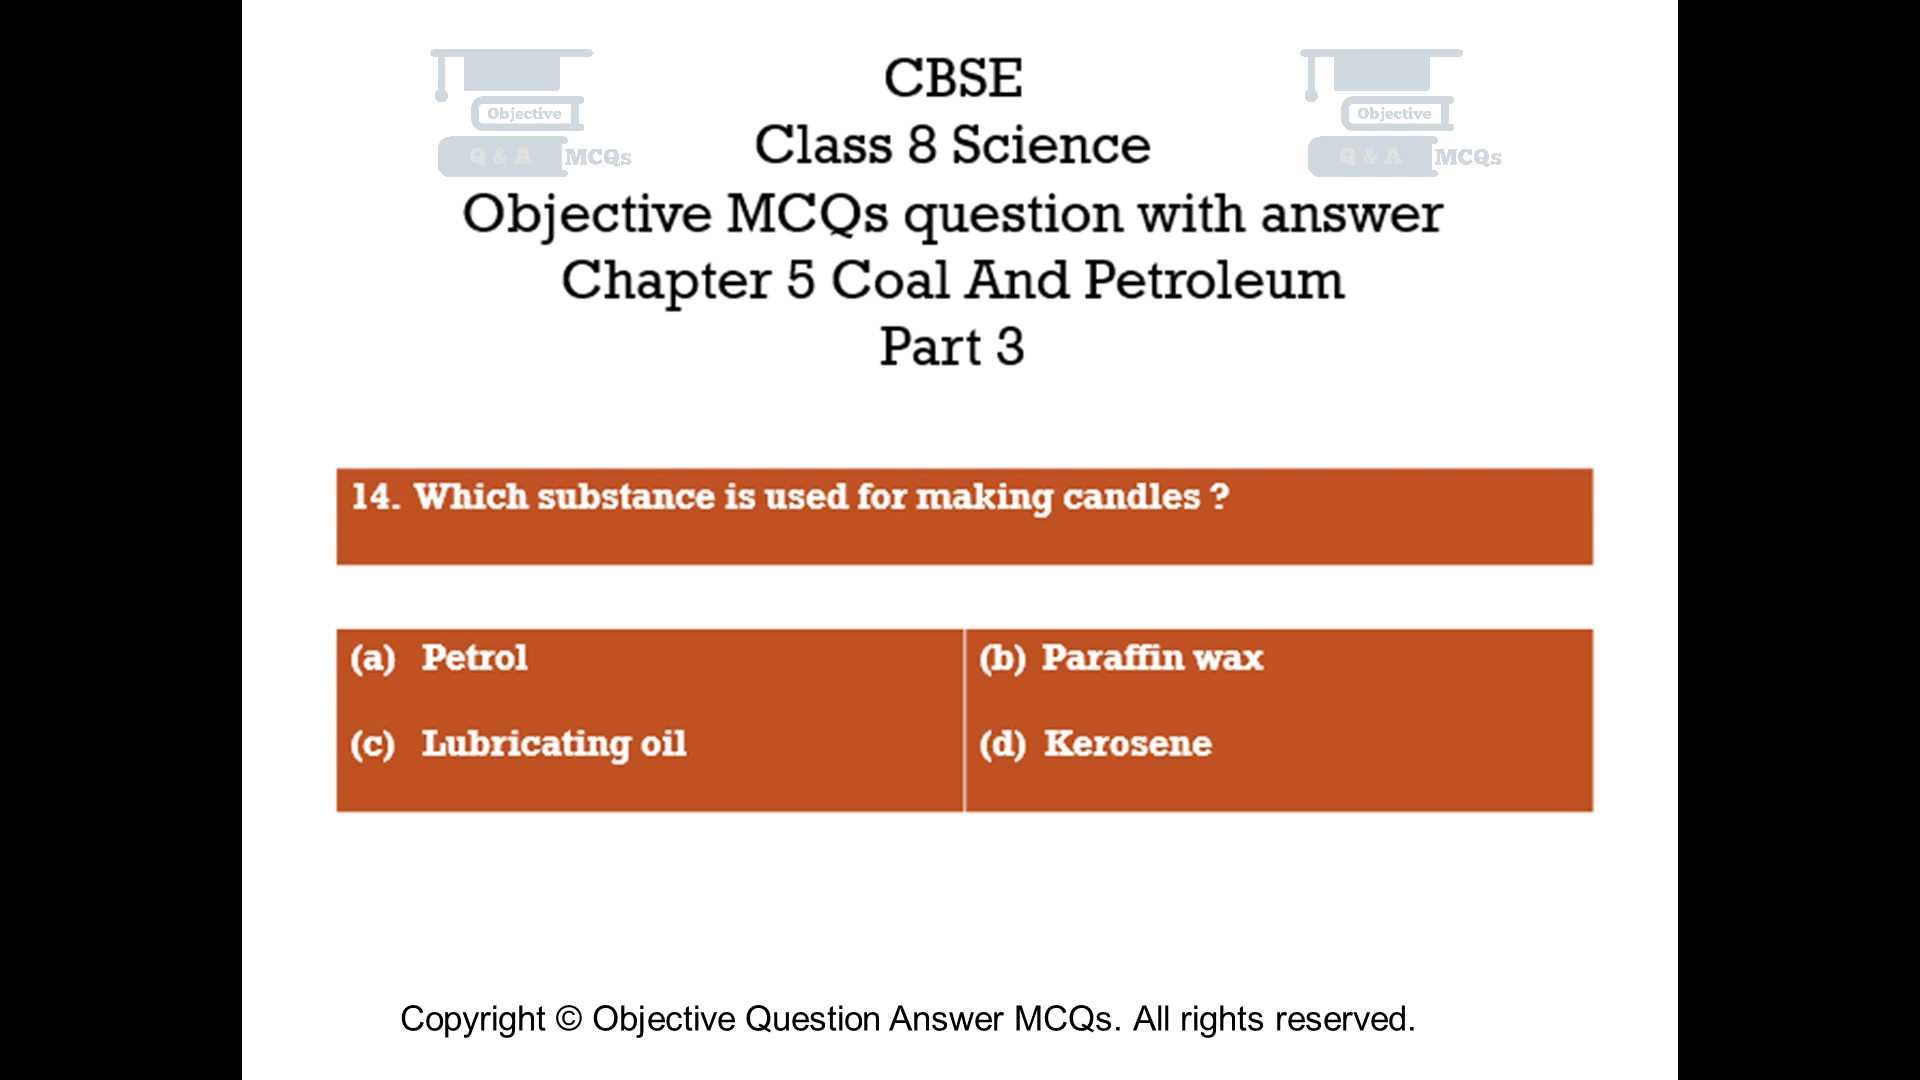 Objective
Q & A MCQs
Objective
Q & A MCQs
CBSE
Class 8 Science
Objective MCQs question with answer
Chapter 5 Coal And Petroleum
Part 3
14. Which substance is used for making candles ?
(a) Petrol
(b) Paraffin wax
(c) Lubricating oil
(d) Kerosene
Copyright © Objective Question Answer MCQs. All rights reserved.